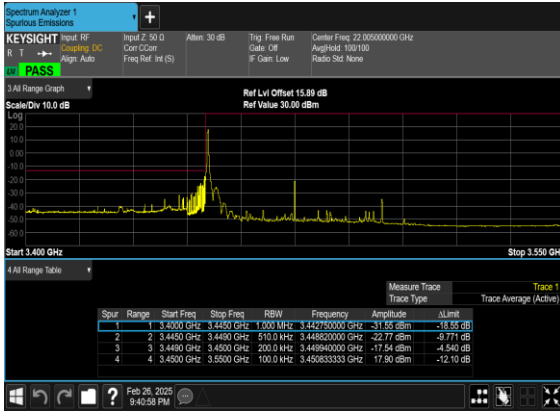 Spectrum Analyzer 1
Spurious Emissions
KEYSIGHT Input: RF Input Z: 50 Ω Atten: 30 dB Trig: Free Run Center Freq: 22.005000000 GHz
R T Coupling: DC Corr CCorr Gate: Off Avg|Hold: 100/100
Align: Auto Freq Ref: Int (S) IF Gain: Low Radio Std: None
PASS
3 All Range Graph
Scale/Div 10.0 dB
Ref Lvl Offset 15.89 dB
Ref Value 30.00 dBm
Log
20.0
10.0
0.00
-10.0
-20.0
-30.0
-40.0
-50.0
-60.0
Start 3.400 GHz Stop 3.550 GH
4 All Range Table
Measure Trace Trace 1
Trace Type Trace Average (Active)
Spur Range Start Freq Stop Freq RBW Frequency Amplitude ΔLimit
1 1 3.4000 GHz 3.4450 GHz 1.000 MHz 3.442750000 GHz -31.55 dBm -18.55 dB
2 2 3.4450 GHz 3.4490 GHz 510.0 kHz 3.448820000 GHz -22.77 dBm -9.771 dB
3 3 3.4490 GHz 3.4500 GHz 200.0 kHz 3.449940000 GHz -17.54 dBm -4.540 dB
4 4 3.4500 GHz 3.5500 GHz 100.0 kHz 3.450833333 GHz 17.90 dBm -12.10 dB
Feb 26, 2025
9:40:58 PM